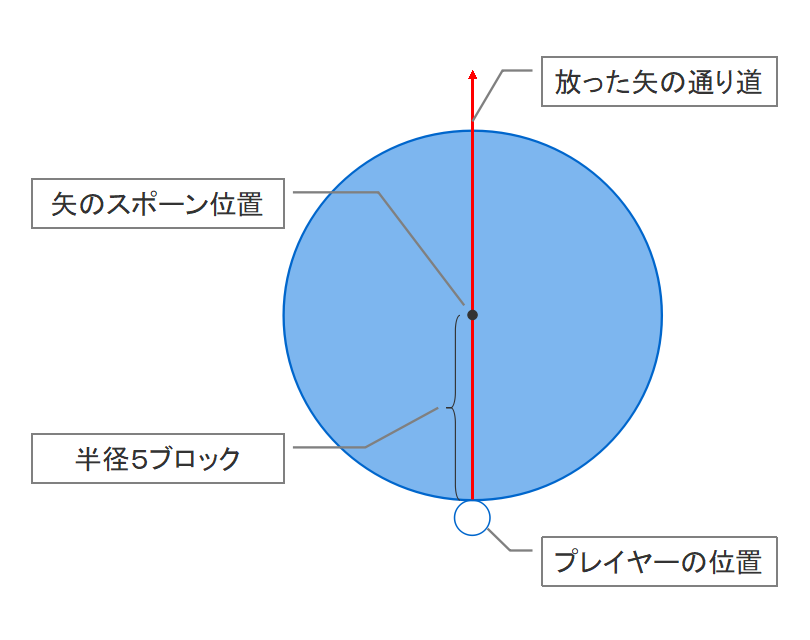 放った矢の通り道
矢のスポーン位置
半径5ブロック
プレイヤーの位置